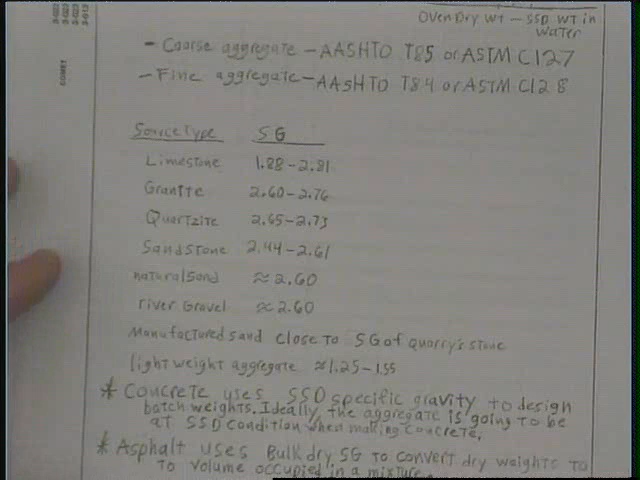 Oven Dry wt - SSD wt in
Water
- Coarse aggregate - AASHTO T85 or ASTM C127
- Fine aggregate - AASHTO T84 or ASTM C128
Source Type SG
Limestone 1.88-2.81
Granite 2.60-2.76
Quartzite 2.65-2.73
Sandstone 2.44-2.61
natural sand ≈ 2.60
river Gravel ≈ 2.60
Manufactured sand close to SG of Quarry's stone
light weight aggregate ≈ 1.25-1.55
* Concrete uses SSD specific gravity to design
batch weights. Ideally, the aggregate is going to be
at SSD condition when making concrete.
* Asphalt uses Bulk dry SG to convert dry weights to
to volume occupied in a mixture.